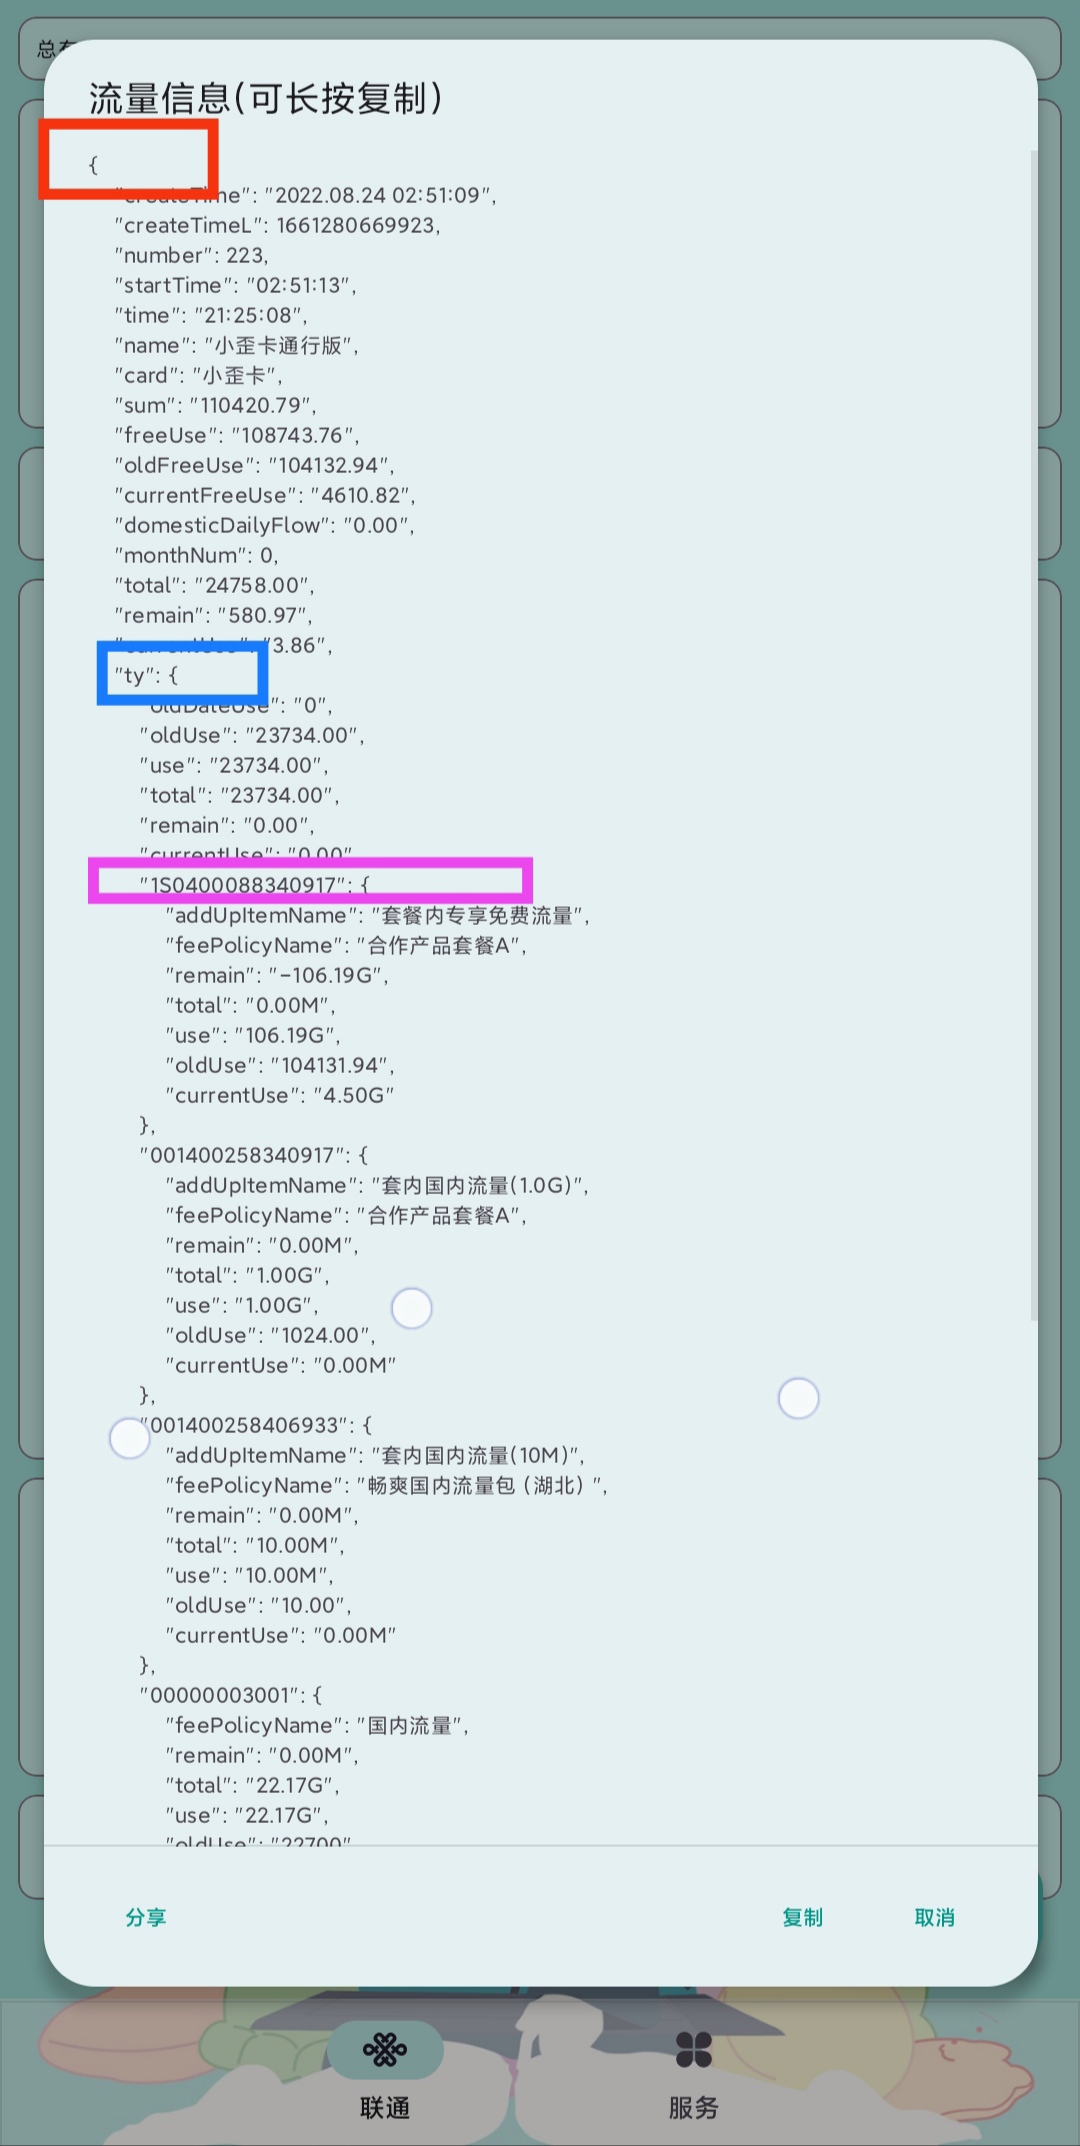 总
流量信息(可长按复制)
{
"createTime": "2022.08.24 02:51:09",
"createTimeL": 1661280669923,
"number": 223,
"startTime": "02:51:13",
"time": "21:25:08",
"name": "小歪卡通行版",
"card": "小歪卡",
"sum": "110420.79",
"freeUse": "108743.76",
"oldFreeUse": "104132.94",
"currentFreeUse": "4610.82",
"domesticDailyFlow": "0.00",
"monthNum": 0,
"total": "24758.00",
"remain": "580.97",
"currentUse": "3.86",
"ty": {
"oldDateUse": "0",
"oldUse": "23734.00",
"use": "23734.00",
"total": "23734.00",
"remain": "0.00",
"currentUse": "0.00"
"1S0400088340917": {
"addUpItemName": "套餐内专享免费流量",
"feePolicyName": "合作产品套餐A",
"remain": "-106.19G",
"total": "0.00M",
"use": "106.19G",
"oldUse": "104131.94",
"currentUse": "4.50G"
},
"001400258340917": {
"addUpItemName": "套内国内流量(1.0G)",
"feePolicyName": "合作产品套餐A",
"remain": "0.00M",
"total": "1.00G",
"use": "1.00G",
"oldUse": "1024.00",
"currentUse": "0.00M"
},
"001400258406933": {
"addUpItemName": "套内国内流量(10M)",
"feePolicyName": "畅爽国内流量包（湖北）",
"remain": "0.00M",
"total": "10.00M",
"use": "10.00M",
"oldUse": "10.00",
"currentUse": "0.00M"
},
"00000003001": {
"feePolicyName": "国内流量",
"remain": "0.00M",
"total": "22.17G",
"use": "22.17G",
"oldUse": "22700"
分享 复制 取消
联通 服务